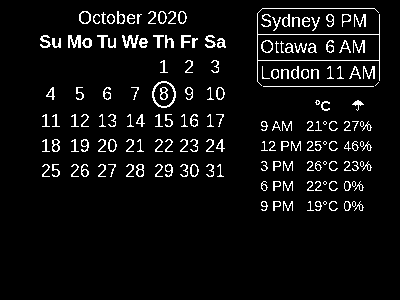 October 2020
Su Mo Tu We Th Fr Sa
1 2 3
4 5 6 7 8 9 10
11 12 13 14 15 16 17
18 19 20 21 22 23 24
25 26 27 28 29 30 31
Sydney 9 PM
Ottawa 6 AM
London 11 AM
°C ☂
9 AM 21°C 27%
12 PM 25°C 46%
3 PM 26°C 23%
6 PM 22°C 0%
9 PM 19°C 0%